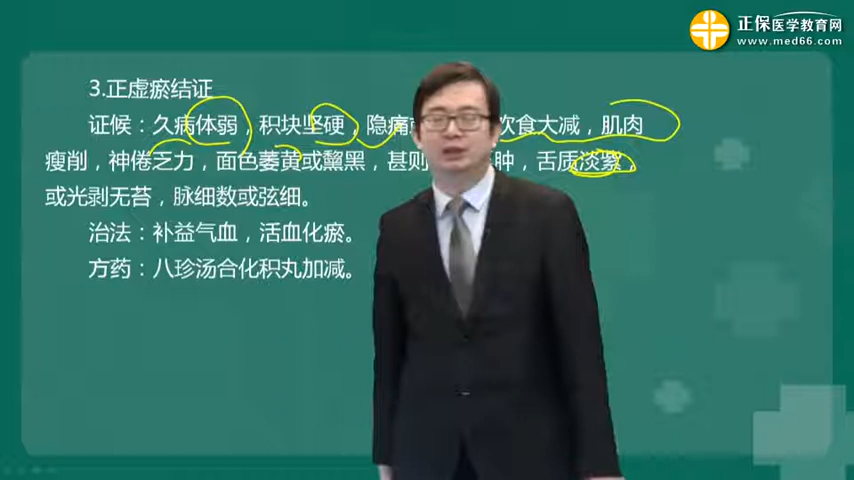 正保医学教育网
www.med66.com
3.正虚瘀结证
证候：久病体弱，积块坚硬，隐痛 饮食大减，肌肉
瘦削，神倦乏力，面色萎黄或黧黑，甚则 肿，舌质淡紫，
或光剥无苔，脉细数或弦细。
治法：补益气血，活血化瘀。
方药：八珍汤合化积丸加减。